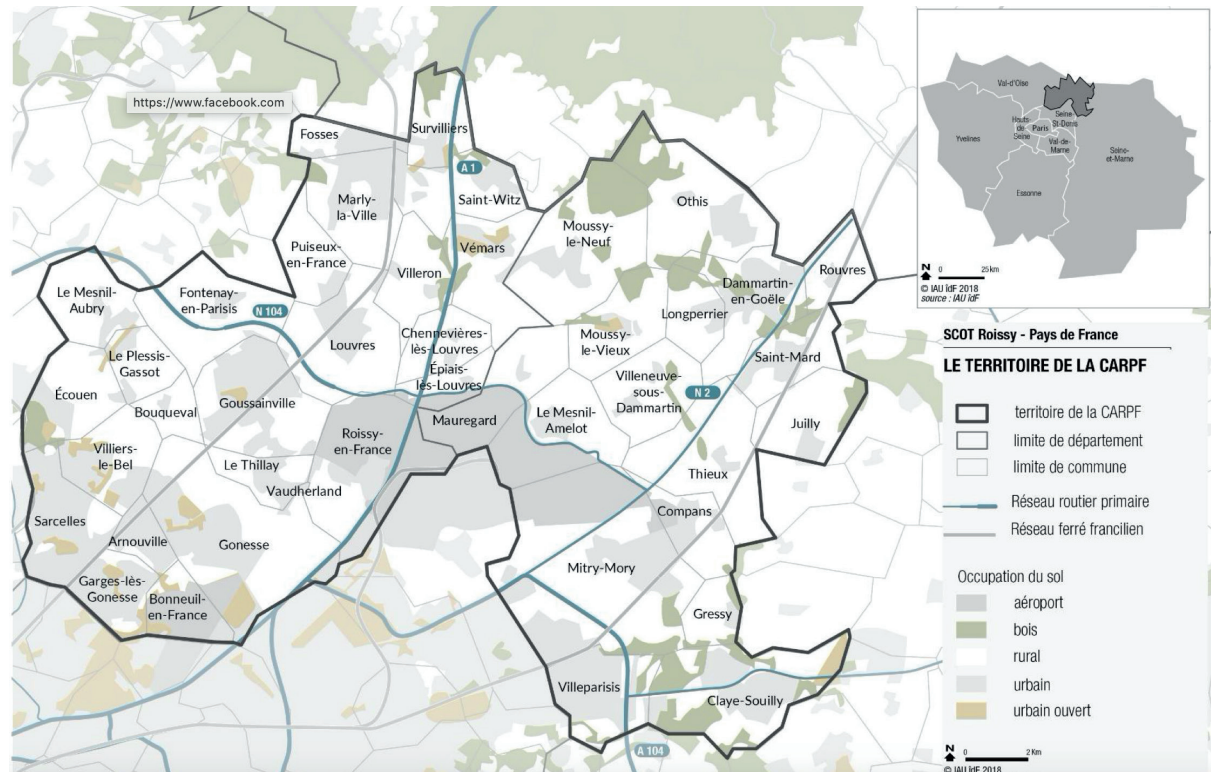 https://www.facebook.com
Fosses
Survilliers
A 1
Saint-Witz
Marly-
la-Ville
Othis
Moussy-
le-Neuf
Vémars
Puiseux-
en-France
Villeron
Rouvres
Le Mesnil-
Aubry
Fontenay-
en-Parisis
N 104
Dammartin-
en-Goële
Longperrier
Louvres
Chennevières-
lès-Louvres
Moussy-
le-Vieux
Saint-Mard
Le Plessis-
Gassot
Épiais-
lès-Louvres
Villeneuve-
sous-
Dammartin
N 2
Écouen
Bouqueval
Goussainville
Mauregard
Le Mesnil-
Amelot
Juilly
Roissy-
en-France
Villiers-
le-Bel
Le Thillay
Thieux
Vaudherland
Compans
Sarcelles
Arnouville
Gonesse
Mitry-Mory
Garges-lès-
Gonesse
Bonneuil-
en-France
Gressy
Villeparisis
Claye-Souilly
A 104
Val-d'Oise
Seine-
St-Denis
Hauts-
de-
Seine
Paris
Val-de-
Marne
Yvelines
Seine-
et-Marne
Essonne
N
0 25 km
© IAU îdF 2018
source : IAU îdF
SCOT Roissy - Pays de France
LE TERRITOIRE DE LA CARPF
territoire de la CARPF
limite de département
limite de commune
Réseau routier primaire
Réseau ferré francilien
Occupation du sol
aéroport
bois
rural
urbain
urbain ouvert
N
0 2 Km
© IAU îdF 2018